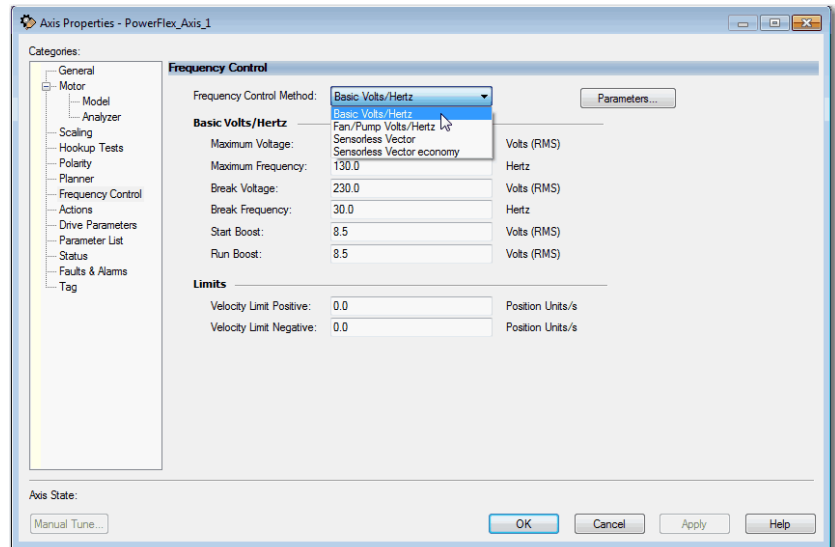 Axis Properties - PowerFlex_Axis_1
Categories:
General
Motor
Model
Analyzer
Scaling
Hookup Tests
Polarity
Planner
Frequency Control
Actions
Drive Parameters
Parameter List
Status
Faults & Alarms
Tag
Frequency Control
Frequency Control Method: Basic Volts/Hertz Parameters...
Basic Volts/Hertz
Fan/Pump Volts/Hertz
Sensorless Vector
Sensorless Vector economy
Basic Volts/Hertz
Maximum Voltage: Volts (RMS)
Maximum Frequency: 130.0 Hertz
Break Voltage: 230.0 Volts (RMS)
Break Frequency: 30.0 Hertz
Start Boost: 8.5 Volts (RMS)
Run Boost: 8.5 Volts (RMS)
Limits
Velocity Limit Positive: 0.0 Position Units/s
Velocity Limit Negative: 0.0 Position Units/s
Axis State:
Manual Tune... OK Cancel Apply Help